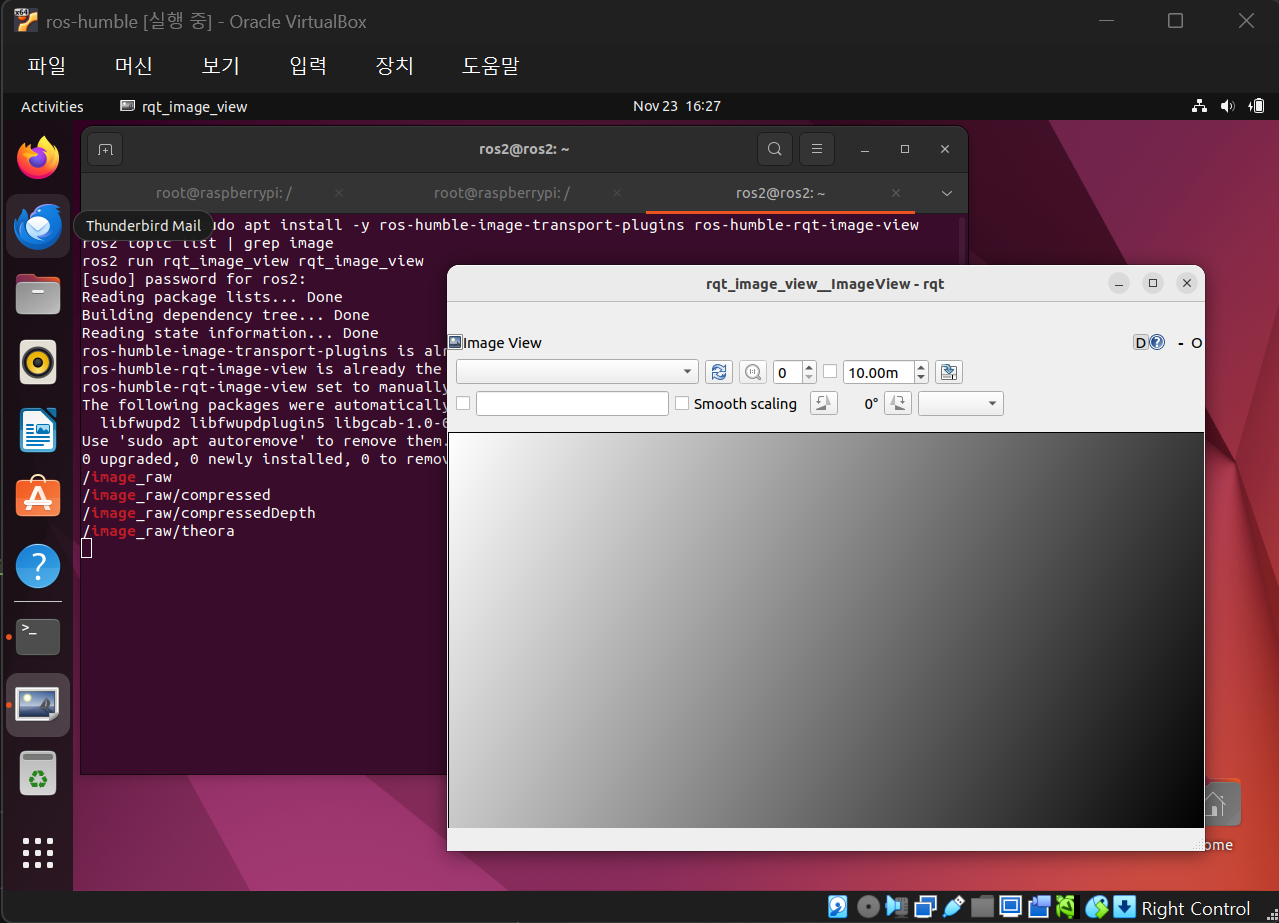 ros-humble [실행 중] - Oracle VirtualBox
파일 머신 보기 입력 장치 도움말
Activities rqt_image_view Nov 23 16:27
ros2@ros2: ~
root@raspberrypi: / root@raspberrypi: / ros2@ros2: ~
Thunderbird Mail
do apt install -y ros-humble-image-transport-plugins ros-humble-rqt-image-view
ros2 topic list | grep image
ros2 run rqt_image_view rqt_image_view
[sudo] password for ros2:
Reading package lists... Done
Building dependency tree... Done
Reading state information... Done
ros-humble-image-transport-plugins is alr
ros-humble-rqt-image-view is already the
ros-humble-rqt-image-view set to manually
The following packages were automatically
libfwupd2 libfwupdplugin5 libgcab-1.0-0
Use 'sudo apt autoremove' to remove them.
0 upgraded, 0 newly installed, 0 to remov
/image_raw
/image_raw/compressed
/image_raw/compressedDepth
/image_raw/theora
rqt_image_view__ImageView - rqt
Image View
D - O
0 10.00m
Smooth scaling 0°
ome
Right Control